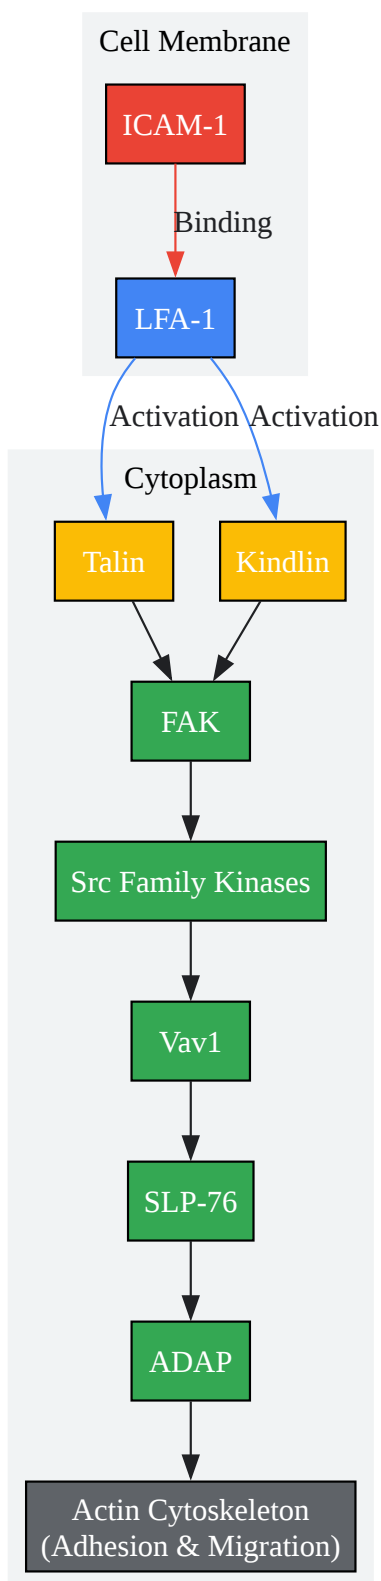 Cell Membrane
ICAM-1
Binding
LFA-1
Activation
Activation
Cytoplasm
Talin
Kindlin
FAK
Src Family Kinases
Vav1
SLP-76
ADAP
Actin Cytoskeleton
(Adhesion & Migration)